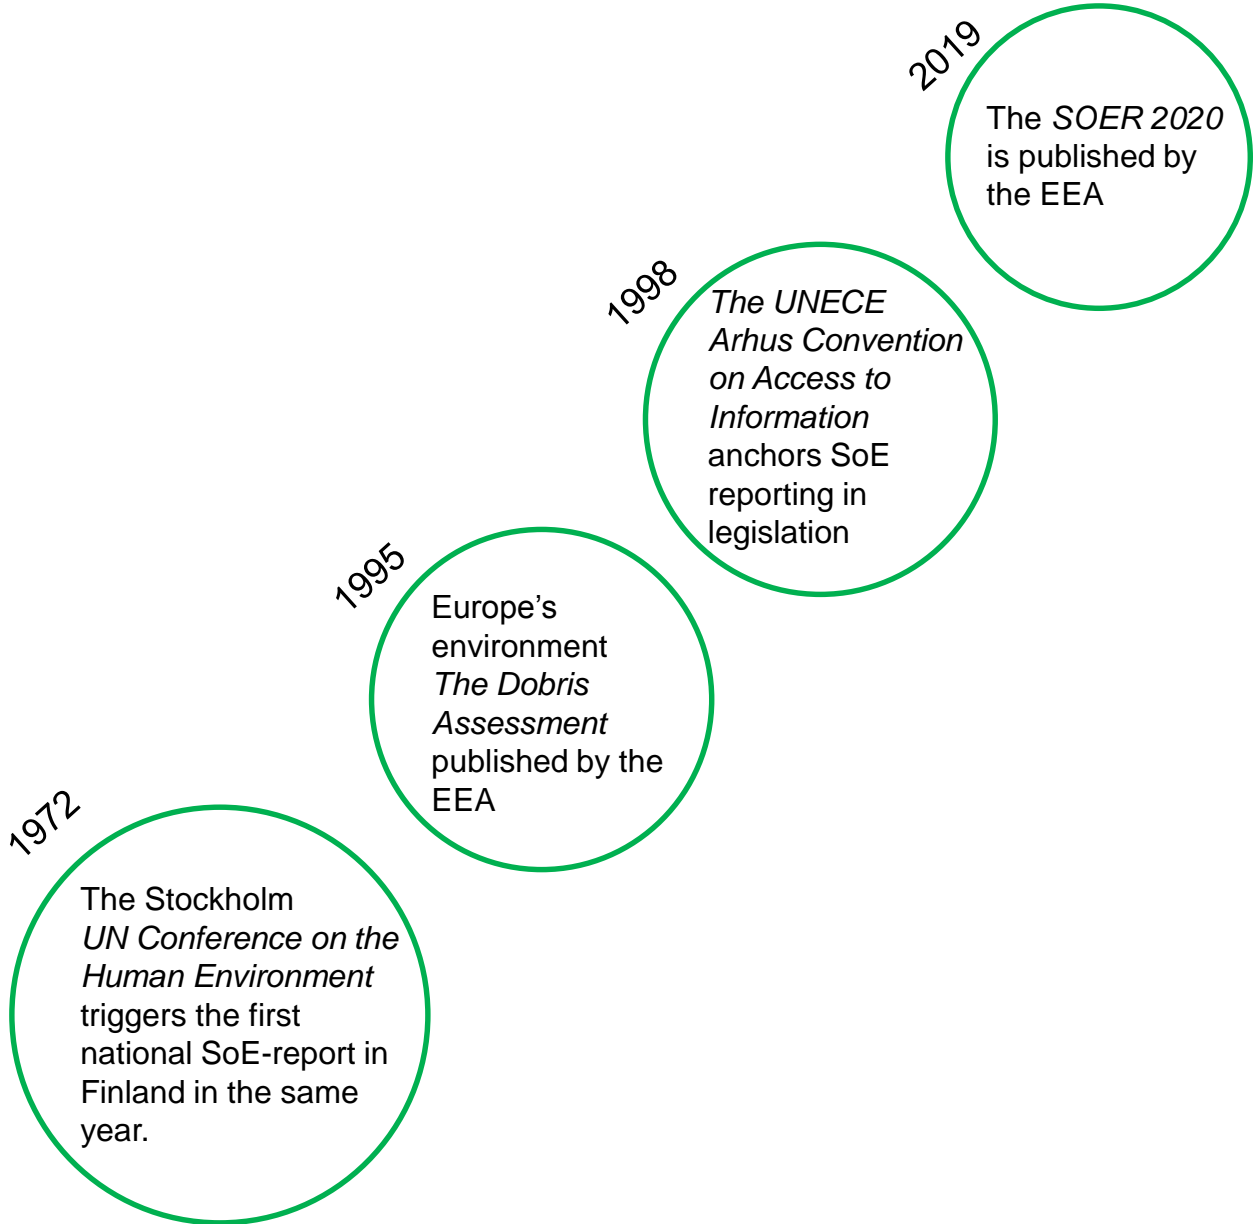 2019
The SOER 2020
is published by
the EEA
1998
The UNECE
Arhus Convention
on Access to
Information
anchors SoE
reporting in
legislation
1995
Europe’s
environment
The Dobris
Assessment
published by the
EEA
1972
The Stockholm
UN Conference on the
Human Environment
triggers the first
national SoE-report in
Finland in the same
year.